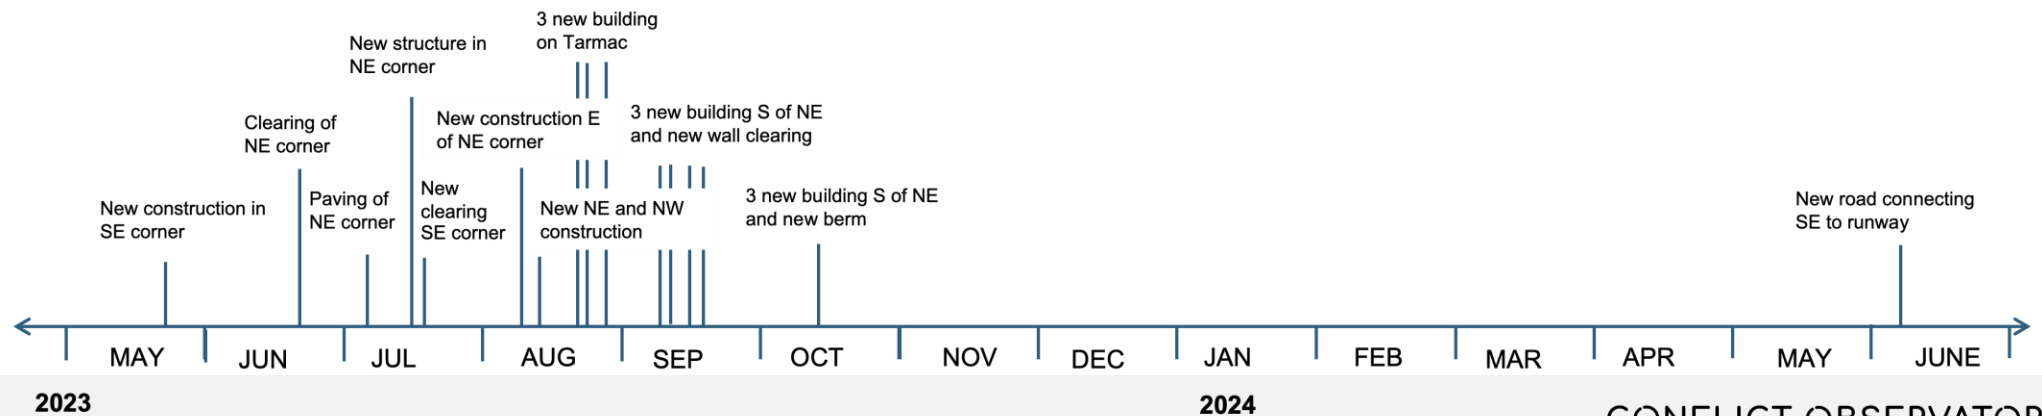 3 new building
on Tarmac
New structure in
NE corner
Clearing of
NE corner
New construction E
of NE corner
3 new building S of NE
and new wall clearing
New construction in
SE corner
Paving of
NE corner
New
clearing
SE corner
New NE and NW
construction
3 new building S of NE
and new berm
New road connecting
SE to runway
MAY JUN JUL AUG SEP OCT NOV DEC JAN FEB MAR APR MAY JUNE
2023 2024